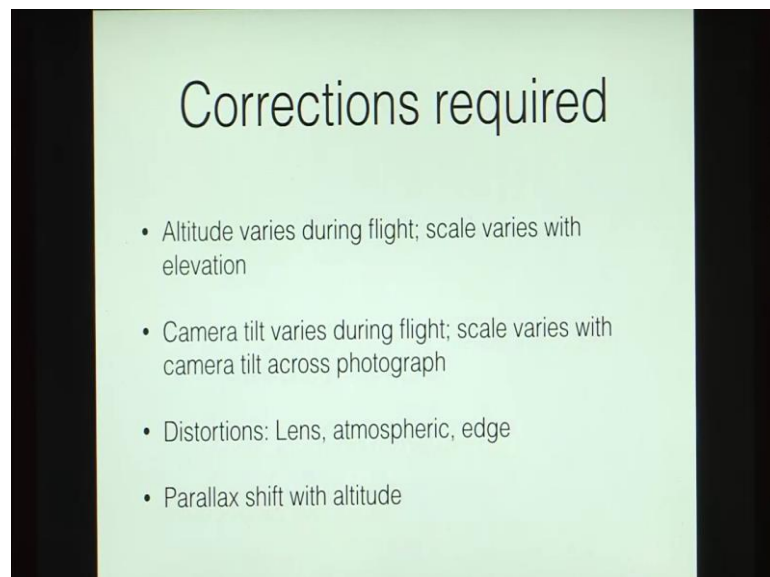 Corrections required
• Altitude varies during flight; scale varies with
elevation
• Camera tilt varies during flight; scale varies with
camera tilt across photograph
• Distortions: Lens, atmospheric, edge
• Parallax shift with altitude